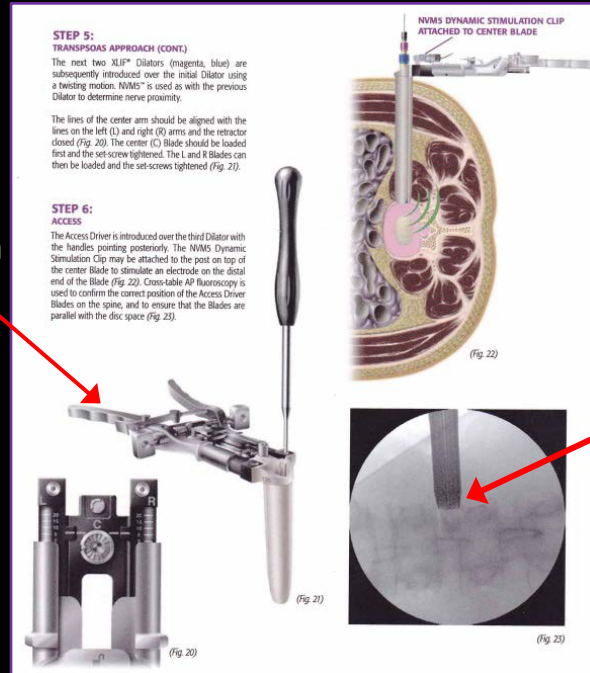 STEP 5:
TRANSPSOAS APPROACH (CONT.)
The next two XLIF® Dilators (magenta, blue) are
subsequently introduced over the initial Dilator using
a twisting motion. NVM5™ is used as with the previous
Dilator to determine nerve proximity.
The lines of the center arm should be aligned with the
lines on the left (L) and right (R) arms and the retractor
closed (Fig. 20). The center (C) Blade should be loaded
first and the set-screw tightened. The L and R Blades can
then be loaded and the set-screws tightened (Fig. 21).
STEP 6:
ACCESS
The Access Driver is introduced over the third Dilator with
the handles pointing posteriorly. The NVM5 Dynamic
Stimulation Clip may be attached to the post on top of
the center Blade to stimulate an electrode on the distal
end of the Blade (Fig. 22). Cross-table AP fluoroscopy is
used to confirm the correct position of the Access Driver
Blades on the spine, and to ensure that the Blades are
parallel with the disc space (Fig. 23).
NVM5 DYNAMIC STIMULATION CLIP
ATTACHED TO CENTER BLADE
(Fig. 22)
L
C
R
(Fig. 20)
(Fig. 21)
(Fig. 23)